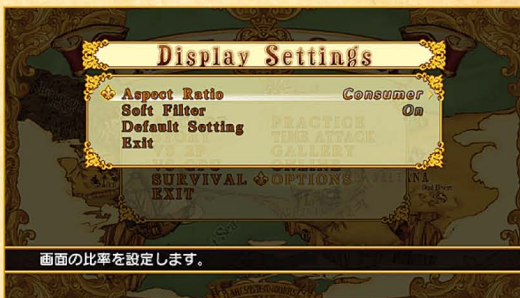 Display Settings
Aspect Ratio Consumer
Soft Filter On
Default Setting
Exit
PRACTICE
TIME ATTACK
GALLERY
ONLINE
SURVIVAL OPTIONS
EXIT
画面の比率を設定します。